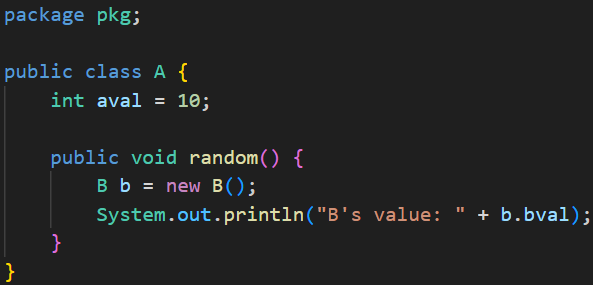 package pkg;
public class A {
int aval = 10;
public void random() {
B b = new B();
System.out.println("B's value: " + b.bval);
}
}